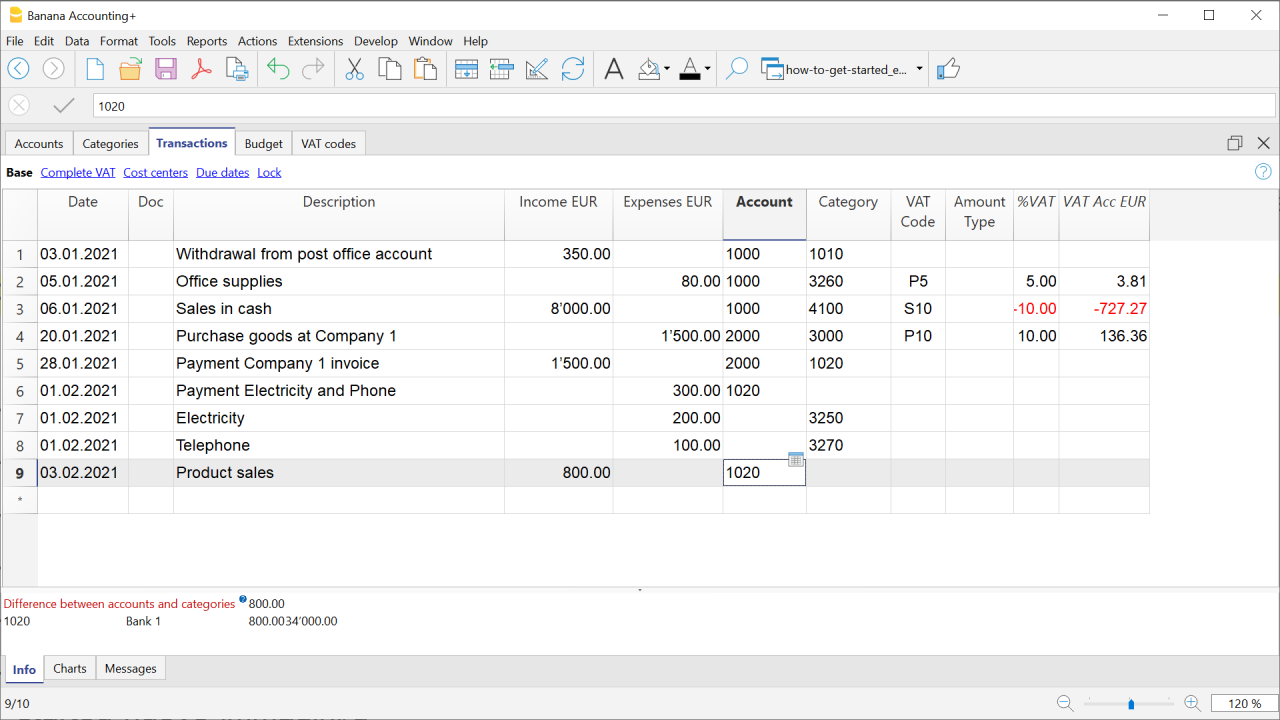 Banana Accounting+
File Edit Data Format Tools Reports Actions Extensions Develop Window Help
how-to-get-started_e...
1020
Accounts Categories Transactions Budget VAT codes
Base Complete VAT Cost centers Due dates Lock
Date Doc Description Income EUR Expenses EUR Account Category VAT Code Amount Type %VAT VAT Acc EUR
1 03.01.2021 Withdrawal from post office account 350.00 1000 1010
2 05.01.2021 Office supplies 80.00 1000 3260 P5 5.00 3.81
3 06.01.2021 Sales in cash 8’000.00 1000 4100 S10 -10.00 -727.27
4 20.01.2021 Purchase goods at Company 1 1’500.00 2000 3000 P10 10.00 136.36
5 28.01.2021 Payment Company 1 invoice 1’500.00 2000 1020
6 01.02.2021 Payment Electricity and Phone 300.00 1020
7 01.02.2021 Electricity 200.00 3250
8 01.02.2021 Telephone 100.00 3270
9 03.02.2021 Product sales 800.00 1020
*
Difference between accounts and categories 800.00
1020 Bank 1 800.00 34’000.00
Info Charts Messages
9/10 120 %